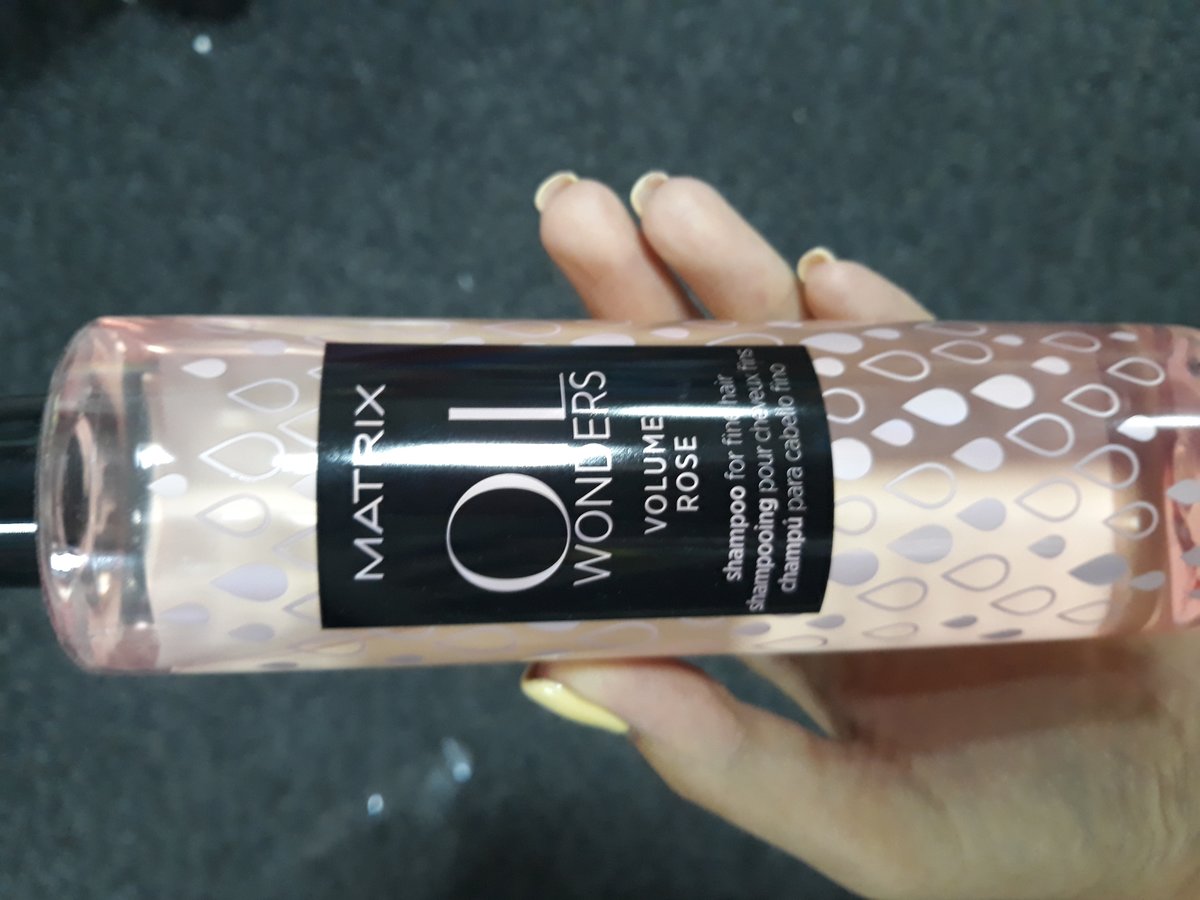 MATRIX
OIL
WONDERS
VOLUME
ROSE
shampoo for fine hair
shampooing pour cheveux fins
champú para cabello fino